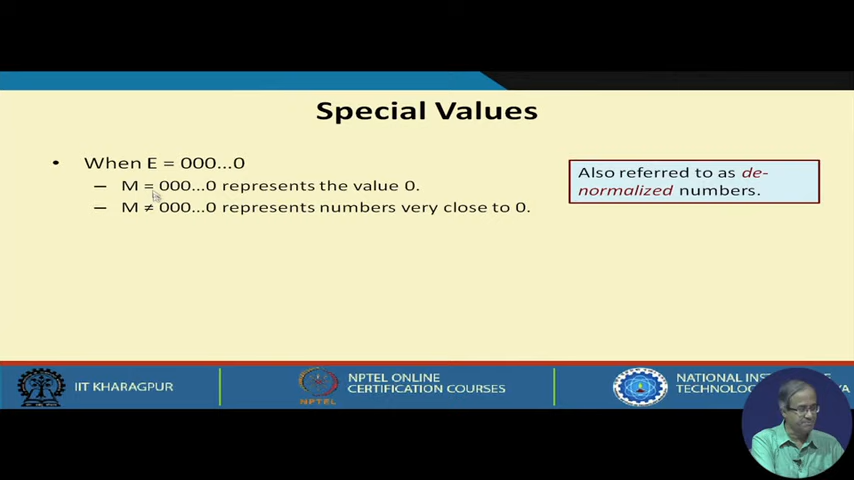 Special Values
• When E = 000...0
– M = 000...0 represents the value 0.
– M ≠ 000...0 represents numbers very close to 0.
Also referred to as de-
normalized numbers.
IIT KHARAGPUR
NPTEL
NPTEL ONLINE
CERTIFICATION COURSES
NATIONAL
TECHNOLOG